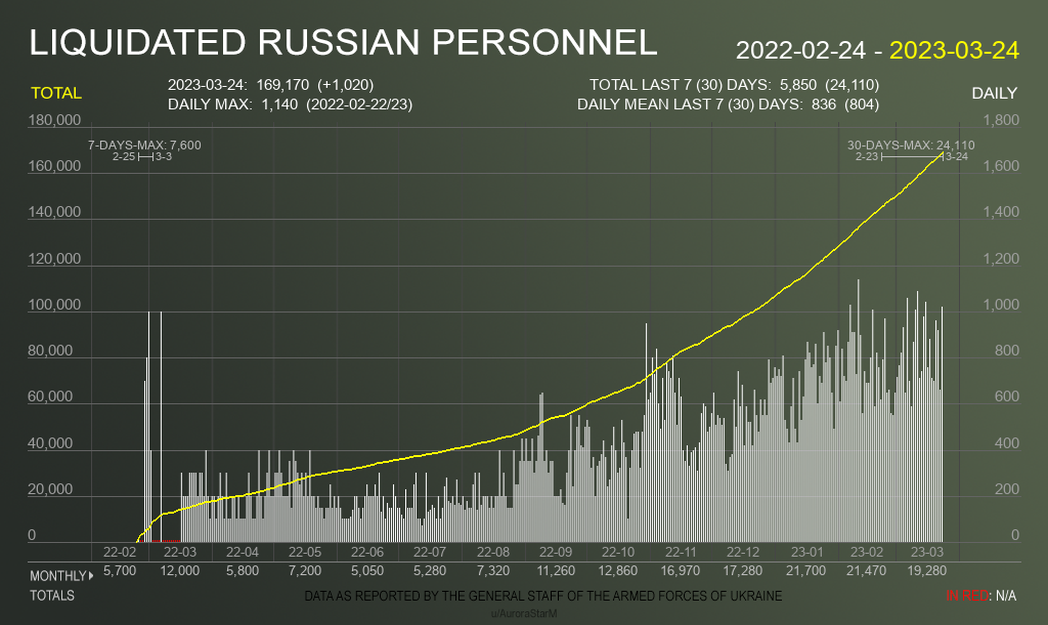 LIQUIDATED RUSSIAN PERSONNEL
2022-02-24 - 2023-03-24
TOTAL
2023-03-24: 169,170 (+1,020)
DAILY MAX: 1,140 (2022-02-22/23)
TOTAL LAST 7 (30) DAYS: 5,850 (24,110)
DAILY MEAN LAST 7 (30) DAYS: 836 (804)
DAILY
180,000 1,800
7-DAYS-MAX: 7,600
2-25 3-3
30-DAYS-MAX: 24,110
2-23 3-24
160,000 1,600
140,000 1,400
120,000 1,200
100,000 1,000
80,000 800
60,000 600
40,000 400
20,000 200
0 0
22-02 22-03 22-04 22-05 22-06 22-07 22-08 22-09 22-10 22-11 22-12 23-01 23-02 23-03
MONTHLY 5,700 12,000 5,800 7,200 5,050 5,280 7,320 11,260 12,860 16,970 17,280 21,700 21,470 19,280
TOTALS
DATA AS REPORTED BY THE GENERAL STAFF OF THE ARMED FORCES OF UKRAINE
IN RED: N/A
u/AuroraStarM